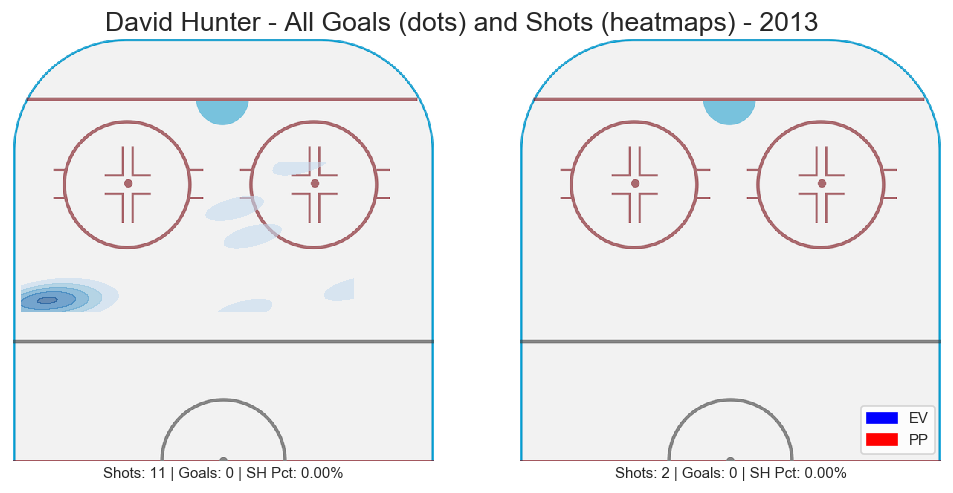 David Hunter - All Goals (dots) and Shots (heatmaps) - 2013
EV
PP
Shots: 11 | Goals: 0 | SH Pct: 0.00%
Shots: 2 | Goals: 0 | SH Pct: 0.00%